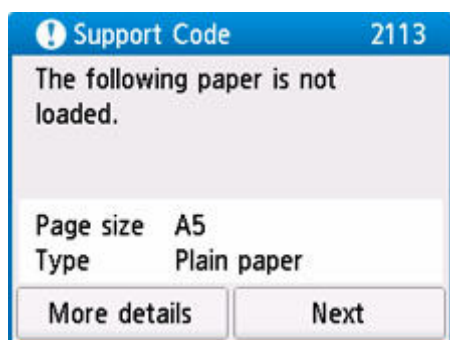 Support Code 2113
The following paper is not
loaded.
Page size A5
Type Plain paper
More details Next